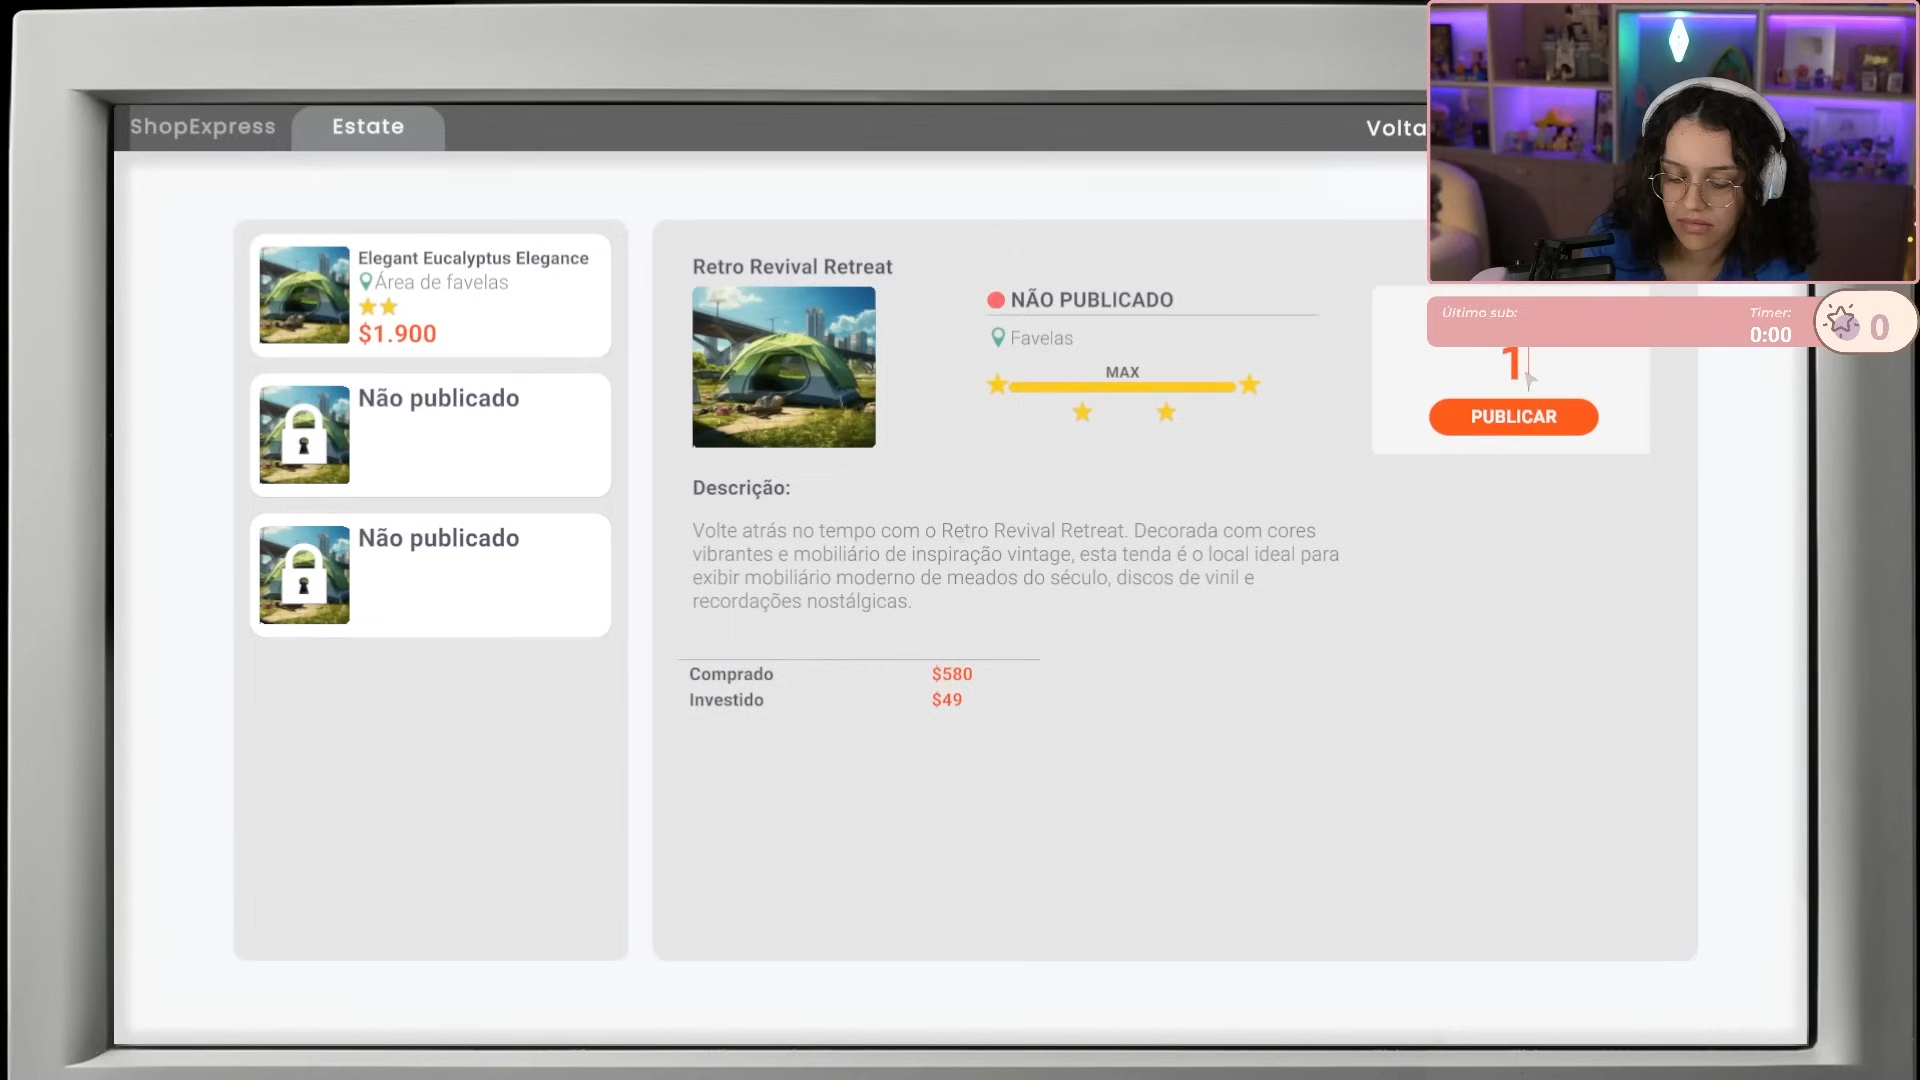 ShopExpress
Estate
Volta
Elegant Eucalyptus Elegance
Área de favelas
$1.900
Não publicado
Não publicado
Retro Revival Retreat
NÃO PUBLICADO
Favelas
MAX
Último sub:
Timer:
0:00
0
1
PUBLICAR
Descrição:
Volte atrás no tempo com o Retro Revival Retreat. Decorada com cores
vibrantes e mobiliário de inspiração vintage, esta tenda é o local ideal para
exibir mobiliário moderno de meados do século, discos de vinil e
recordações nostálgicas.
Comprado $580
Investido $49